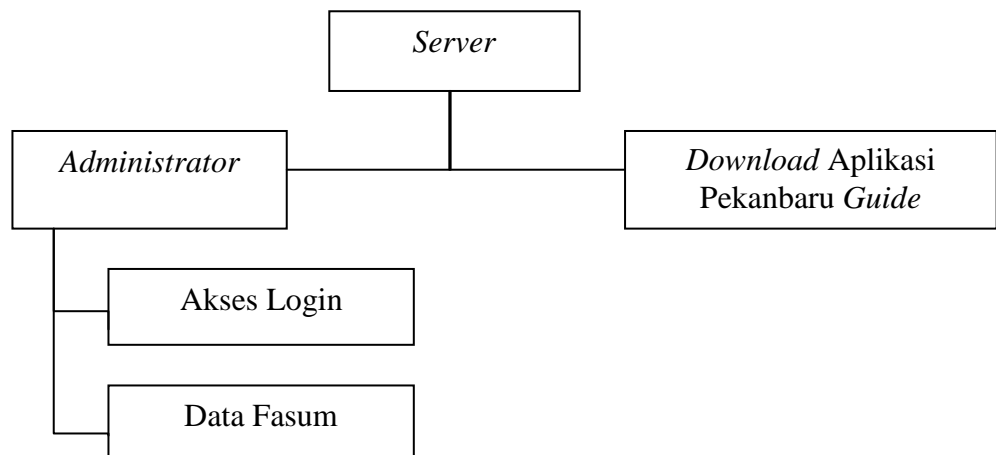 Server
Administrator
Download Aplikasi
Pekanbaru Guide
Akses Login
Data Fasum